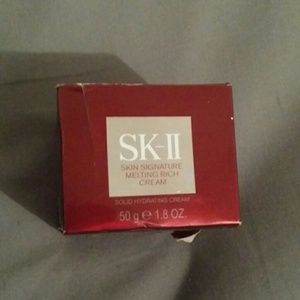 SK-II
SKIN SIGNATURE
MELTING RICH
CREAM
SOLID HYDRATING CREAM
50 g e 1.8 OZ.